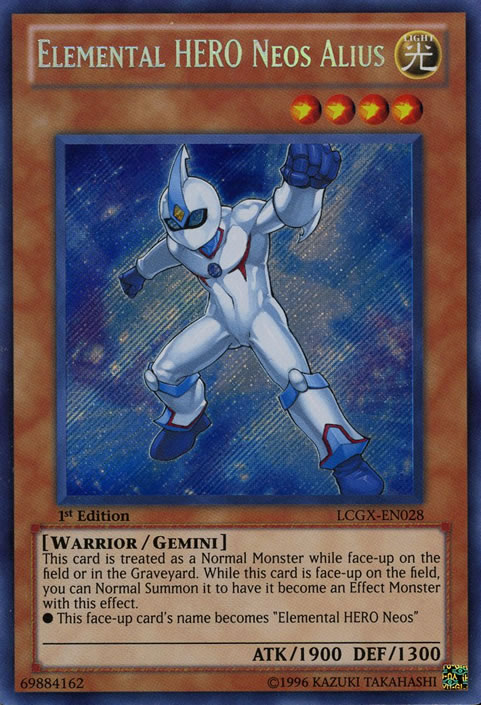 ELEMENTAL HERO NEOS ALIUS
LIGHT
光
1st Edition
LCGX-EN028
[WARRIOR / GEMINI]
This card is treated as a Normal Monster while face-up on the
field or in the Graveyard. While this card is face-up on the field,
you can Normal Summon it to have it become an Effect Monster
with this effect.
● This face-up card's name becomes "Elemental HERO Neos"
ATK/1900 DEF/1300
69884162
©1996 KAZUKI TAKAHASHI